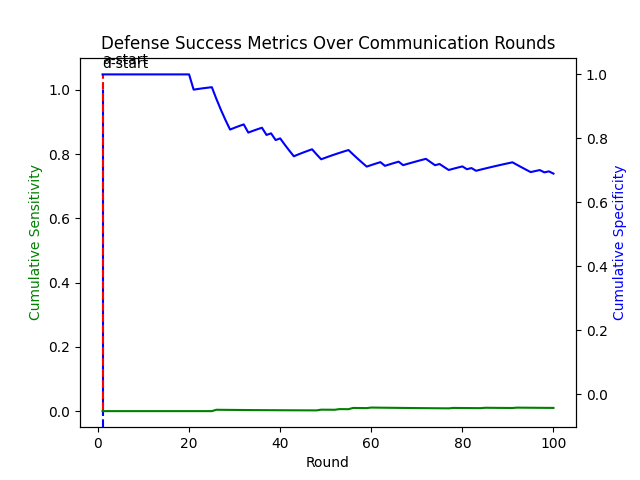 Defense Success Metrics Over Communication Rounds
a-start
d-start
1.0
0.8
0.6
0.4
0.2
0.0
Cumulative Sensitivity
1.0
0.8
0.6
0.4
0.2
0.0
Cumulative Specificity
0 20 40 60 80 100
Round